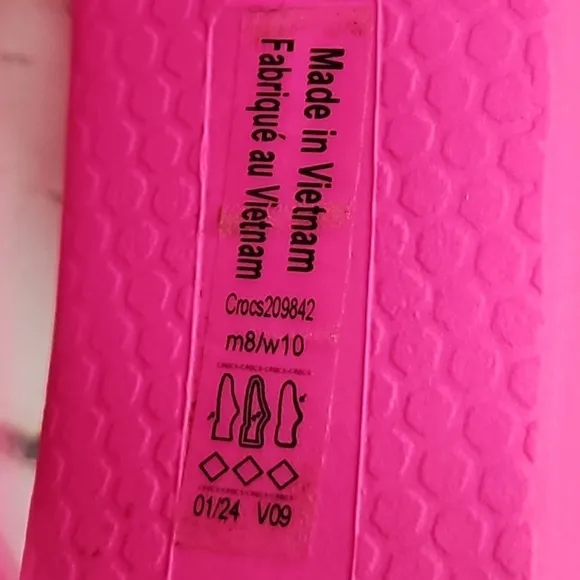 Made in Vietnam
Fabriqué au Vietnam
Crocs209842
m8/w10
01/24 V09